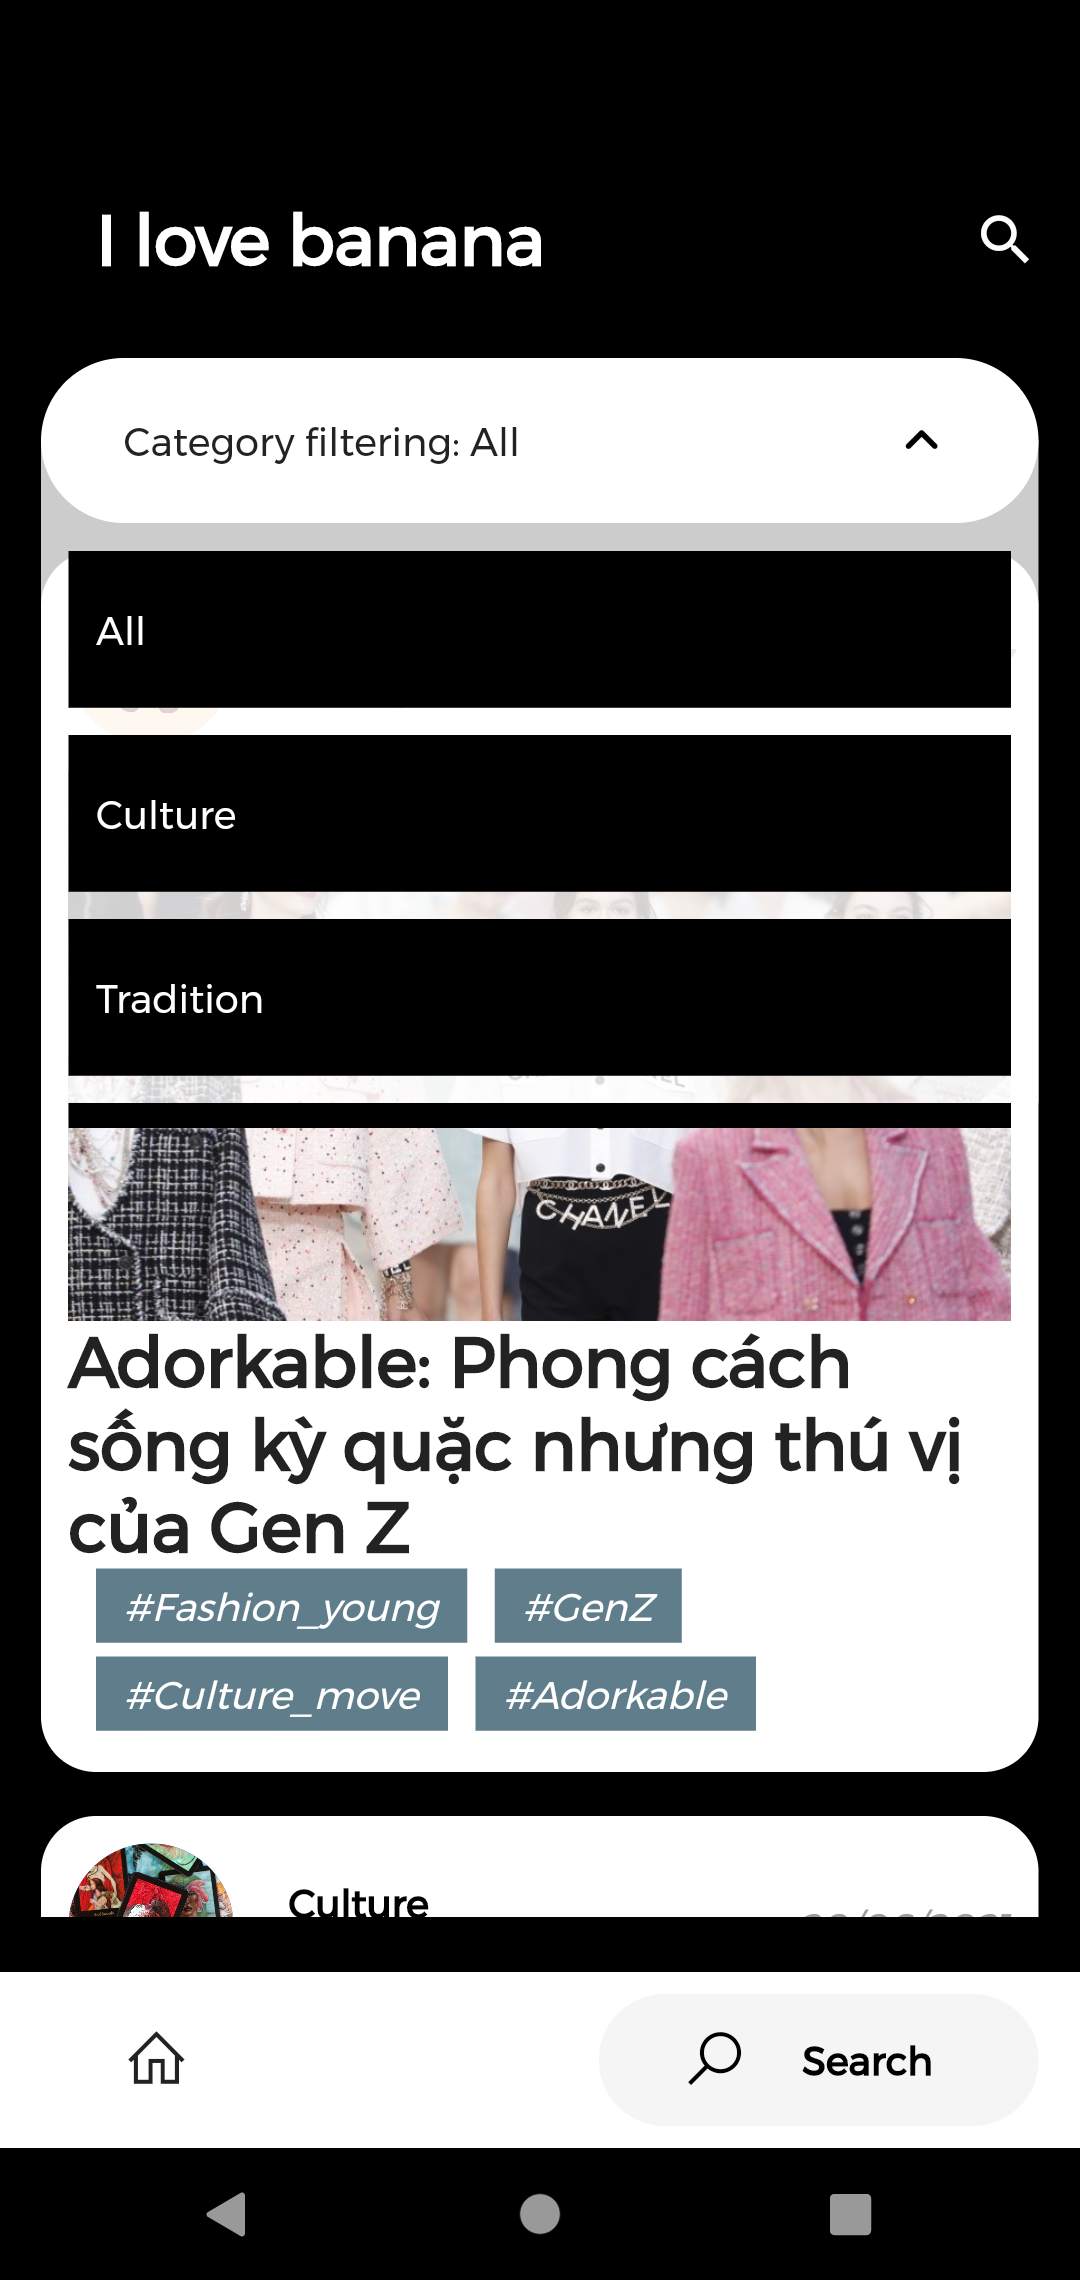 I love banana
Category filtering: All
All
Culture
Tradition
CHANEL
Adorkable: Phong cách
sống kỳ quặc nhưng thú vị
của Gen Z
#Fashion_young #GenZ
#Culture_move #Adorkable
Culture
Search